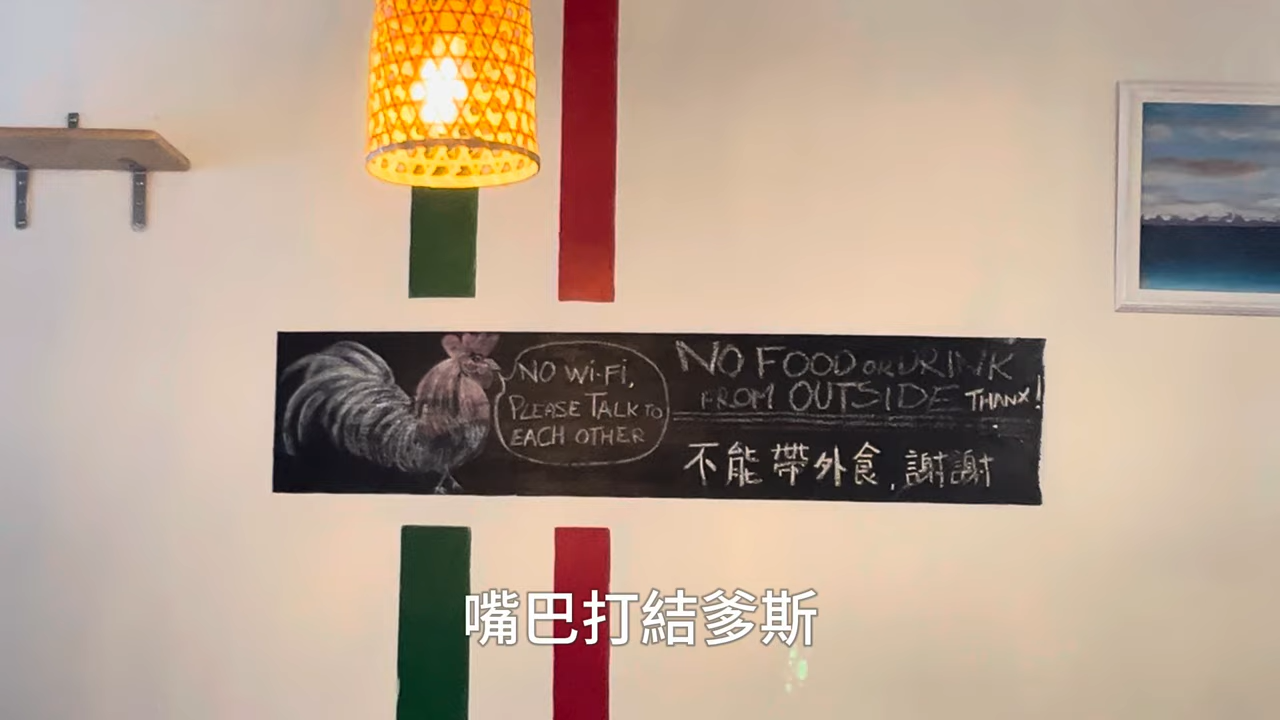 NO Wi-Fi,
PLEASE TALK TO
EACH OTHER
NO FOOD OR DRINK
FROM OUTSIDE THANX!
不能帶外食,謝謝
嘴巴打結爹斯